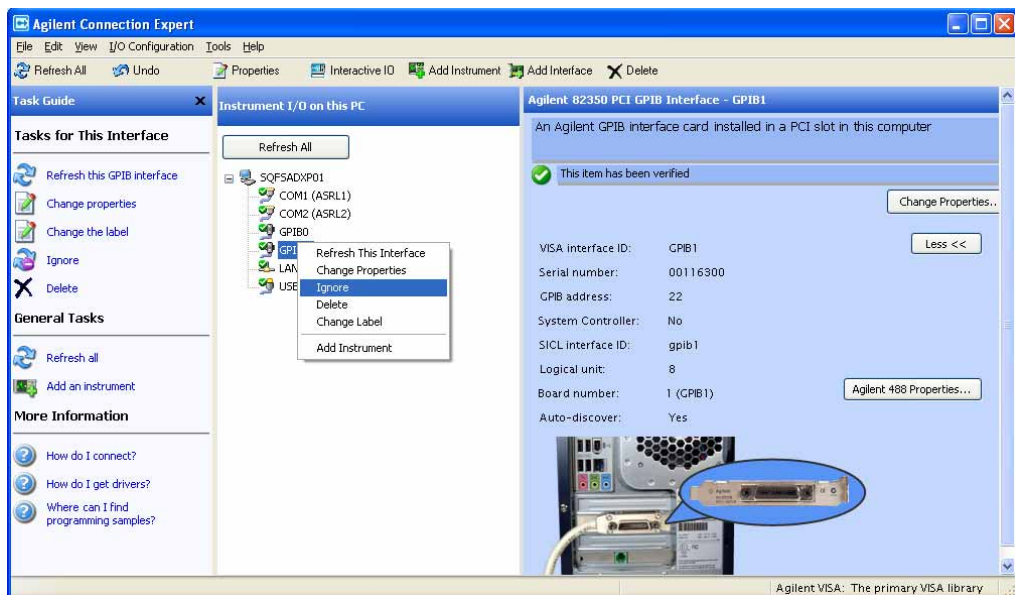 Agilent Connection Expert
File Edit View I/O Configuration Tools Help
Refresh All Undo Properties Interactive IO Add Instrument Add Interface Delete
Task Guide
Tasks for This Interface
Refresh this GPIB interface
Change properties
Change the label
Ignore
Delete
General Tasks
Refresh all
Add an instrument
More Information
How do I connect?
How do I get drivers?
Where can I find
programming samples?
Instrument I/O on this PC
Refresh All
SQFSADXP01
COM1 (ASRL1)
COM2 (ASRL2)
GPIB0
GPI
LAN
USB
Refresh This Interface
Change Properties
Ignore
Delete
Change Label
Add Instrument
Agilent 82350 PCI GPIB Interface - GPIB1
An Agilent GPIB interface card installed in a PCI slot in this computer
This item has been verified
Change Properties..
Less <<
VISA interface ID: GPIB1
Serial number: 00116300
GPIB address: 22
System Controller: No
SICL interface ID: gpib1
Logical unit: 8
Board number: 1 (GPIB1)
Agilent 488 Properties...
Auto-discover: Yes
Agilent VISA: The primary VISA library